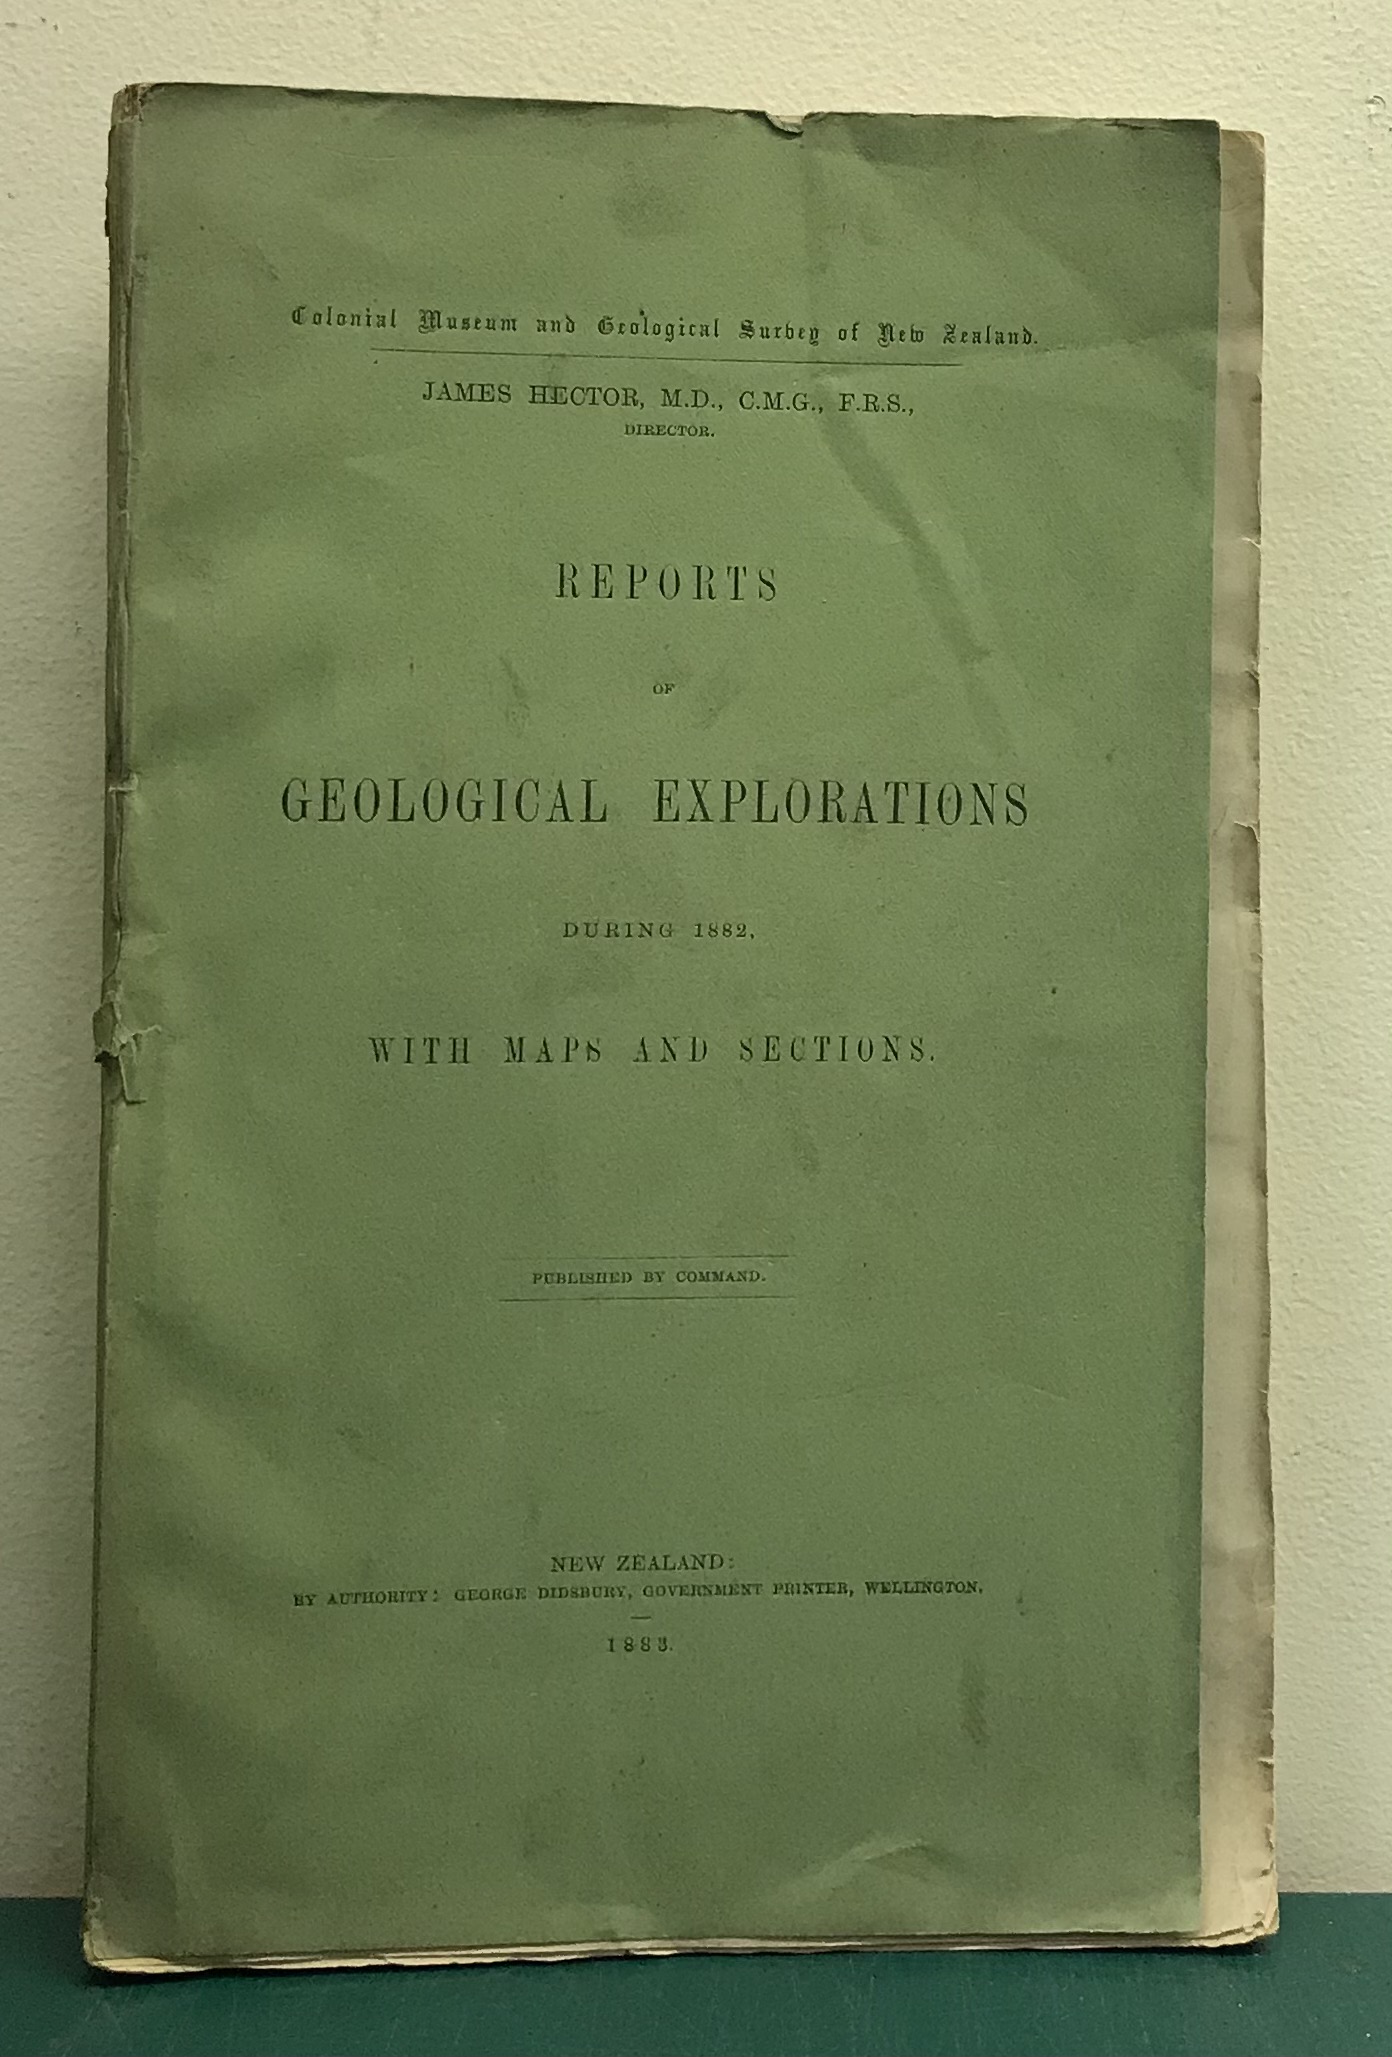 Colonial Museum and Geological Survey of New Zealand.
JAMES HECTOR, M.D., C.M.G., F.R.S.,
DIRECTOR.
REPORTS
OF
GEOLOGICAL EXPLORATIONS
DURING 1882,
WITH MAPS AND SECTIONS.
PUBLISHED BY COMMAND.
NEW ZEALAND:
BY AUTHORITY: GEORGE DIDSBURY, GOVERNMENT PRINTER, WELLINGTON.
1883.